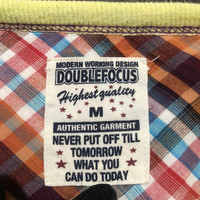 MODERN WORKING DESIGN
DOUBLEFOCUS
Highest quality
M
AUTHENTIC GARMENT
NEVER PUT OFF TILL
TOMORROW
WHAT YOU
CAN DO TODAY